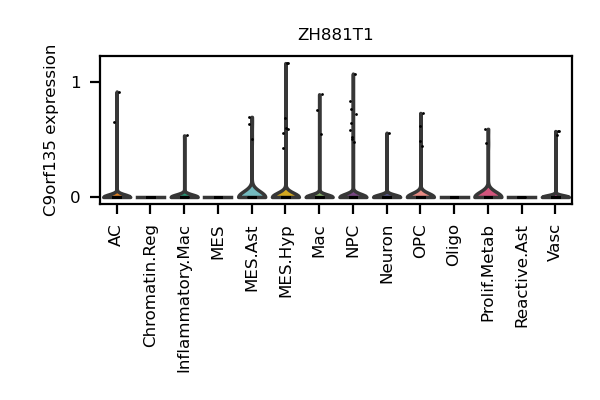 ZH881T1
C9orf135 expression
1
0
AC
Chromatin.Reg
Inflammatory.Mac
MES
MES.Ast
MES.Hyp
Mac
NPC
Neuron
OPC
Oligo
Prolif.Metab
Reactive.Ast
Vasc